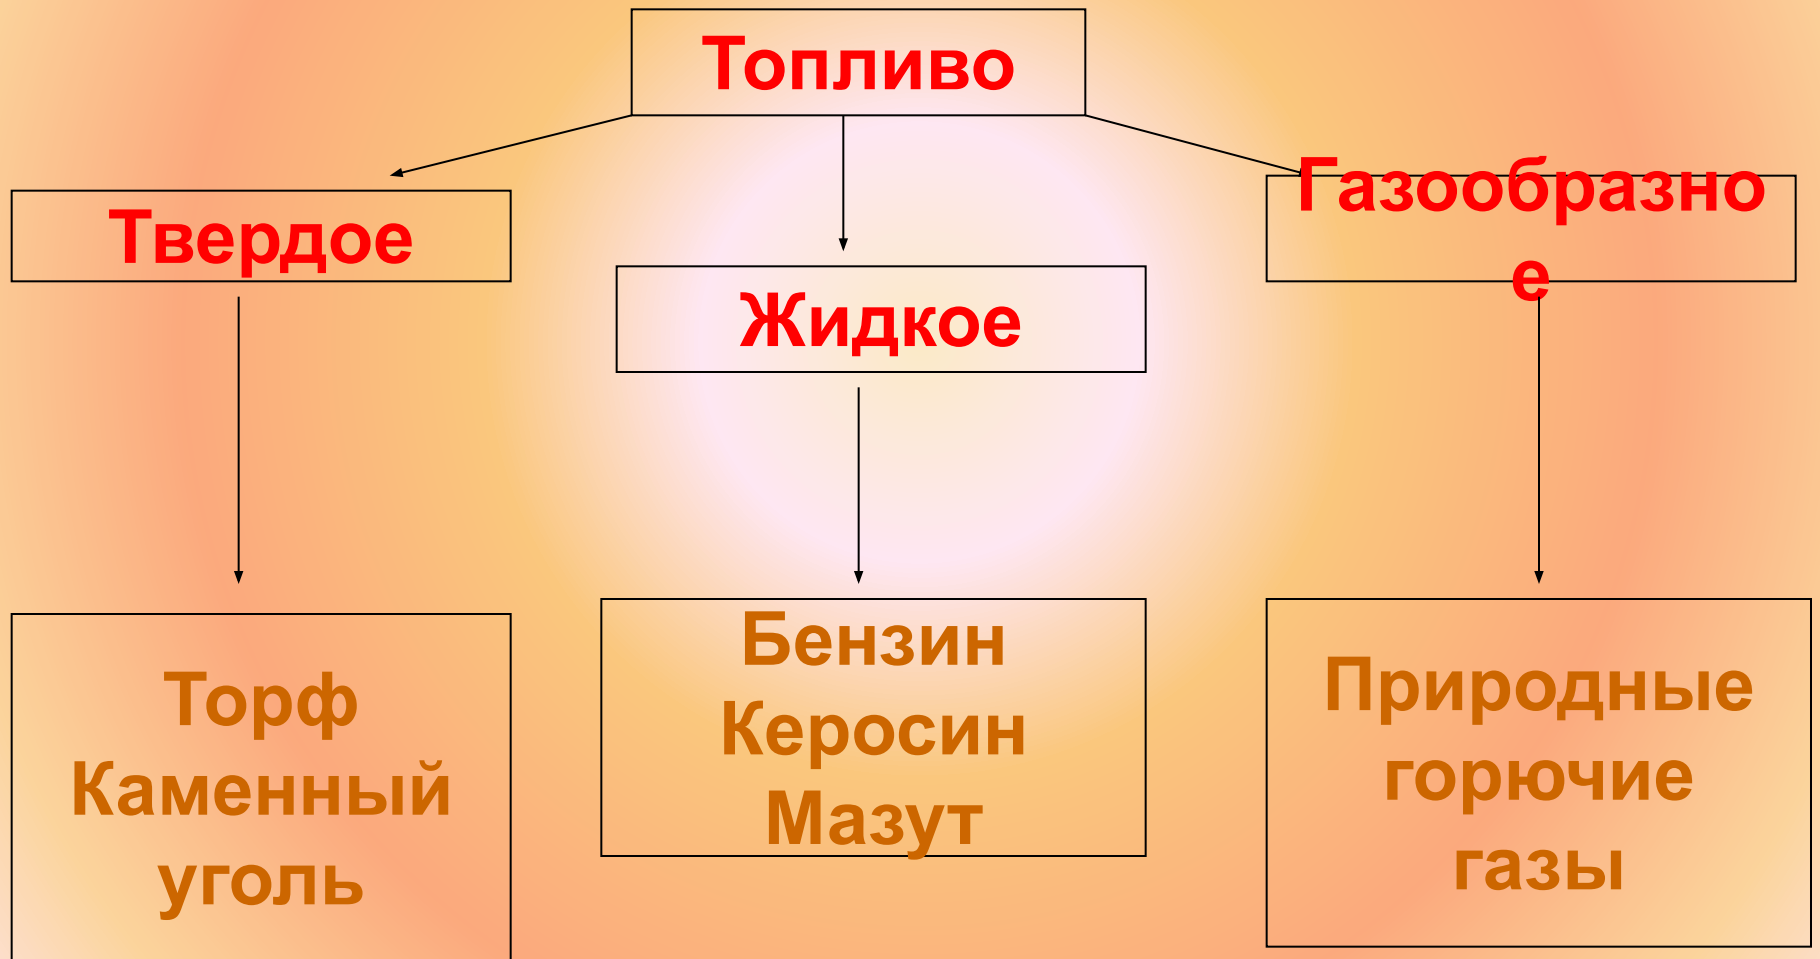 Топливо
Твердое
Жидкое
Газообразно
е
Торф
Каменный
уголь
Бензин
Керосин
Мазут
Природные
горючие
газы